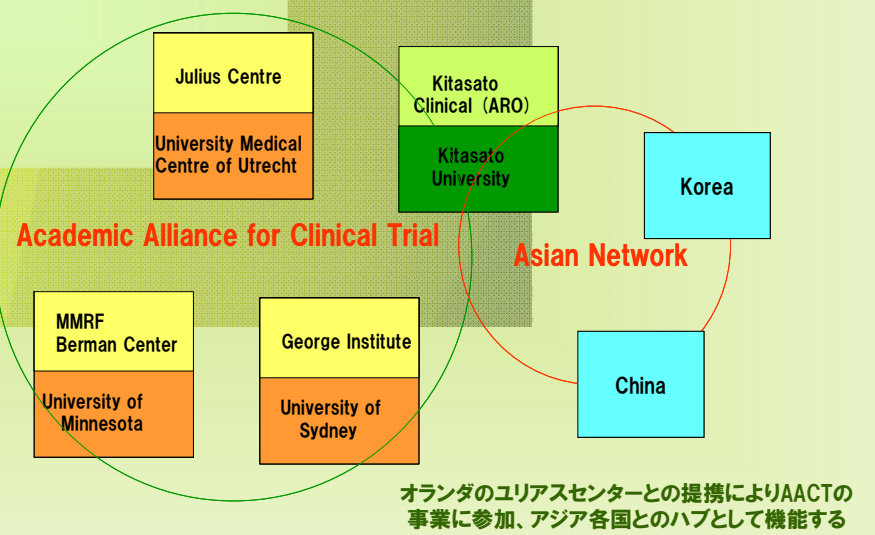 Julius Centre
University Medical
Centre of Utrecht
Kitasato
Clinical (ARO)
Kitasato
University
Korea
Academic Alliance for Clinical Trial
Asian Network
MMRF
Berman Center
University of
Minnesota
George Institute
University of
Sydney
China
オランダのユリアスセンターとの提携によりAACTの
事業に参加、アジア各国とのハブとして機能する